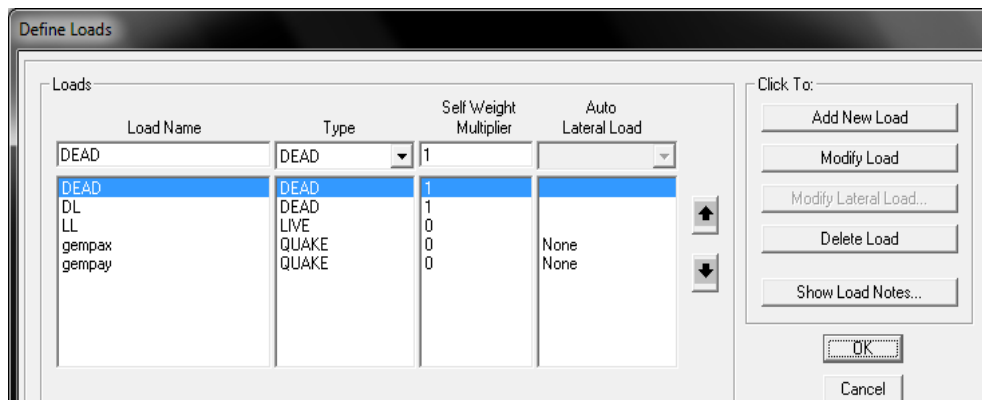 Define Loads
Loads
Load Name Type Self Weight Multiplier Auto Lateral Load
DEAD DEAD 1
DEAD DEAD 1
DL DEAD 1
LL LIVE 0
gempax QUAKE 0 None
gempay QUAKE 0 None
Click To:
Add New Load
Modify Load
Modify Lateral Load...
Delete Load
Show Load Notes...
OK
Cancel